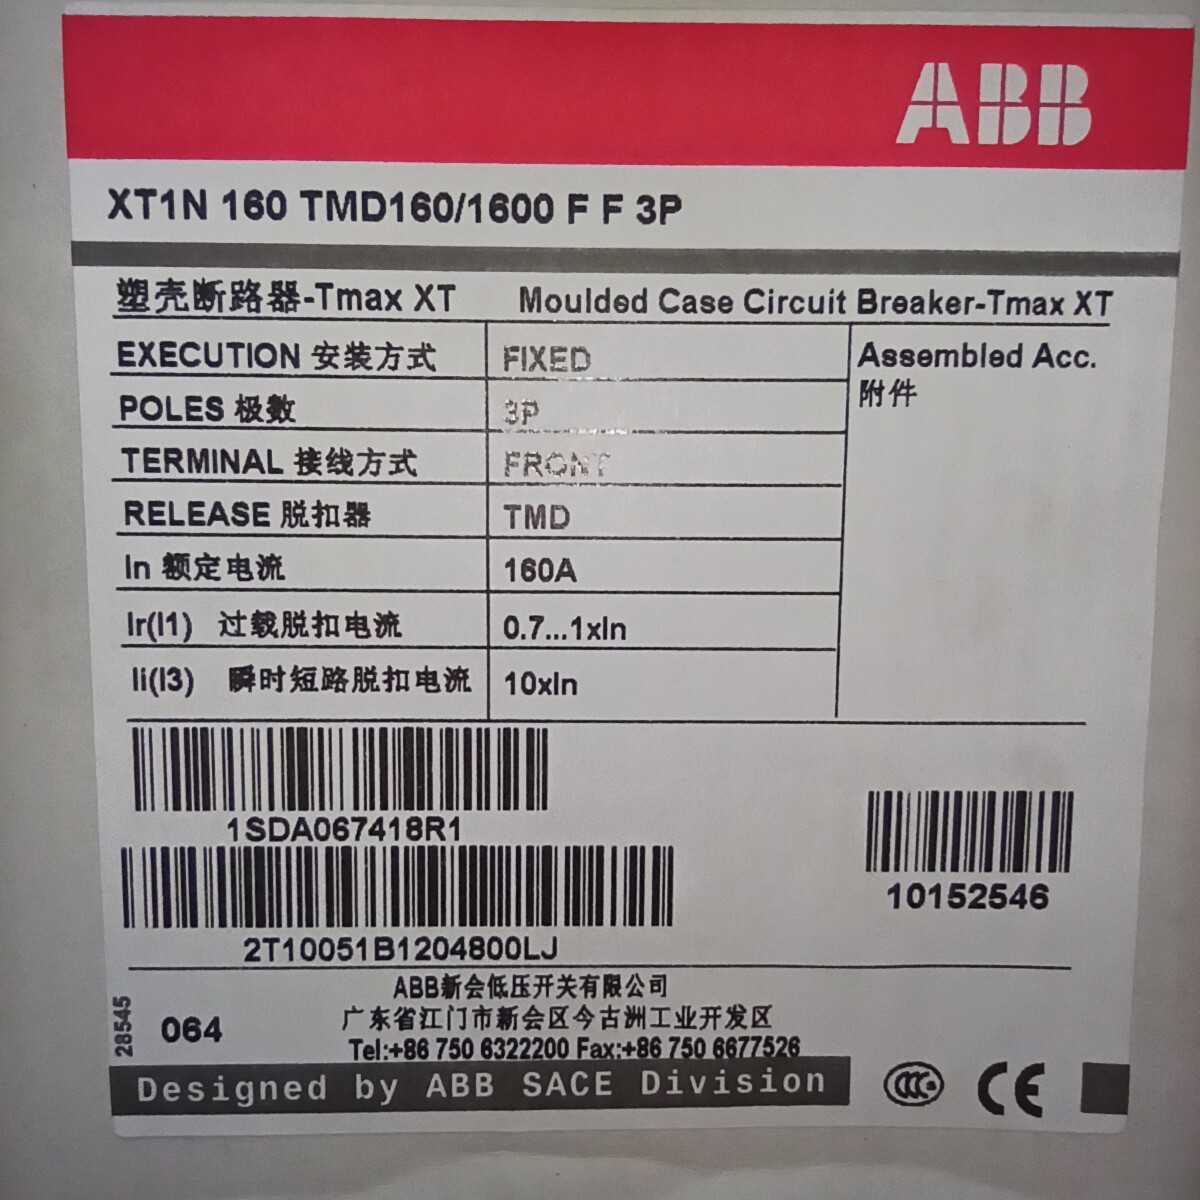 ABB
XT1N 160 TMD160/1600 F F 3P
塑壳断路器-Tmax XT Moulded Case Circuit Breaker-Tmax XT
EXECUTION 安装方式 FIXED Assembled Acc.
附件
POLES 极数 3P
TERMINAL 接线方式 FRONT
RELEASE 脱扣器 TMD
In 额定电流 160A
Ir(I1) 过载脱扣电流 0.7...1xIn
Ii(I3) 瞬时短路脱扣电流 10xIn
1SDA067418R1
10152546
2T10051B1204800LJ
ABB新会低压开关有限公司
28545
064
广东省江门市新会区今古洲工业开发区
Tel:+86 750 6322200 Fax:+86 750 6677526
Designed by ABB SACE Division
CCC CE